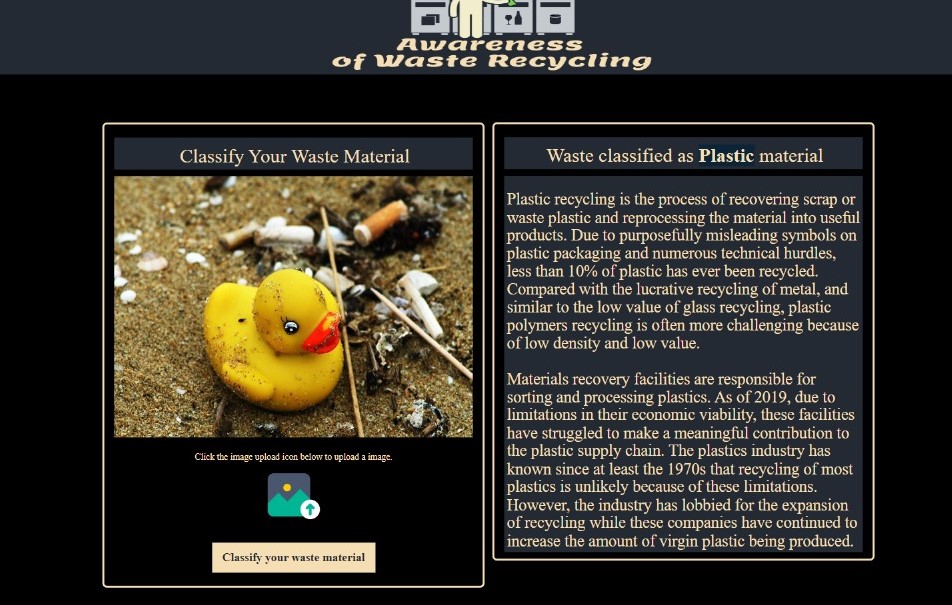 Awareness
of Waste Recycling
Classify Your Waste Material
Click the image upload icon below to upload a image.
Classify your waste material
Waste classified as Plastic material
Plastic recycling is the process of recovering scrap or
waste plastic and reprocessing the material into useful
products. Due to purposefully misleading symbols on
plastic packaging and numerous technical hurdles,
less than 10% of plastic has ever been recycled.
Compared with the lucrative recycling of metal, and
similar to the low value of glass recycling, plastic
polymers recycling is often more challenging because
of low density and low value.
Materials recovery facilities are responsible for
sorting and processing plastics. As of 2019, due to
limitations in their economic viability, these facilities
have struggled to make a meaningful contribution to
the plastic supply chain. The plastics industry has
known since at least the 1970s that recycling of most
plastics is unlikely because of these limitations.
However, the industry has lobbied for the expansion
of recycling while these companies have continued to
increase the amount of virgin plastic being produced.